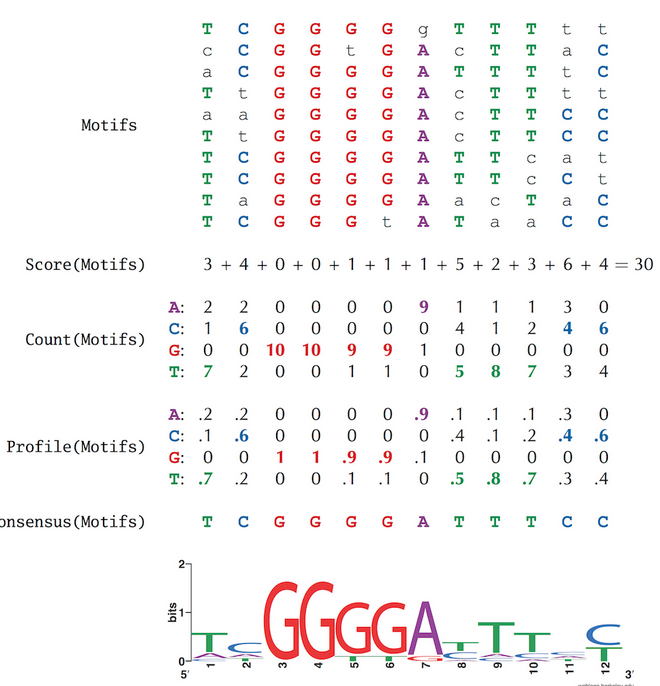 T C G G G G g T T T t t
c C G G t G A c T T a C
a C G G G G A T T T t C
T t G G G G A c T T t t
Motifs
a a G G G G A c T T C C
T t G G G G A c T T C C
T C G G G G A T T c a t
T C G G G G A T T c C t
T a G G G G A a c T a C
T C G G G t A T a a C C
Score(Motifs) 3 + 4 + 0 + 0 + 1 + 1 + 1 + 5 + 2 + 3 + 6 + 4 = 30
A: 2 2 0 0 0 0 9 1 1 1 3 0
C: 1 6 0 0 0 0 0 4 1 2 4 6
Count(Motifs)
G: 0 0 10 10 9 9 1 0 0 0 0 0
T: 7 2 0 0 1 1 0 5 8 7 3 4
A: .2 .2 0 0 0 0 .9 .1 .1 .1 .3 0
C: .1 .6 0 0 0 0 0 .4 .1 .2 .4 .6
Profile(Motifs)
G: 0 0 1 1 .9 .9 .1 0 0 0 0 0
T: .7 .2 0 0 .1 .1 0 .5 .8 .7 .3 .4
onsensus(Motifs) T C G G G G A T T T C C
2
bits
1
0
T C G G G G A T T T C
A T C A C T
1 2 3 4 5 6 7 8 9 10 11 12
5′ 3′